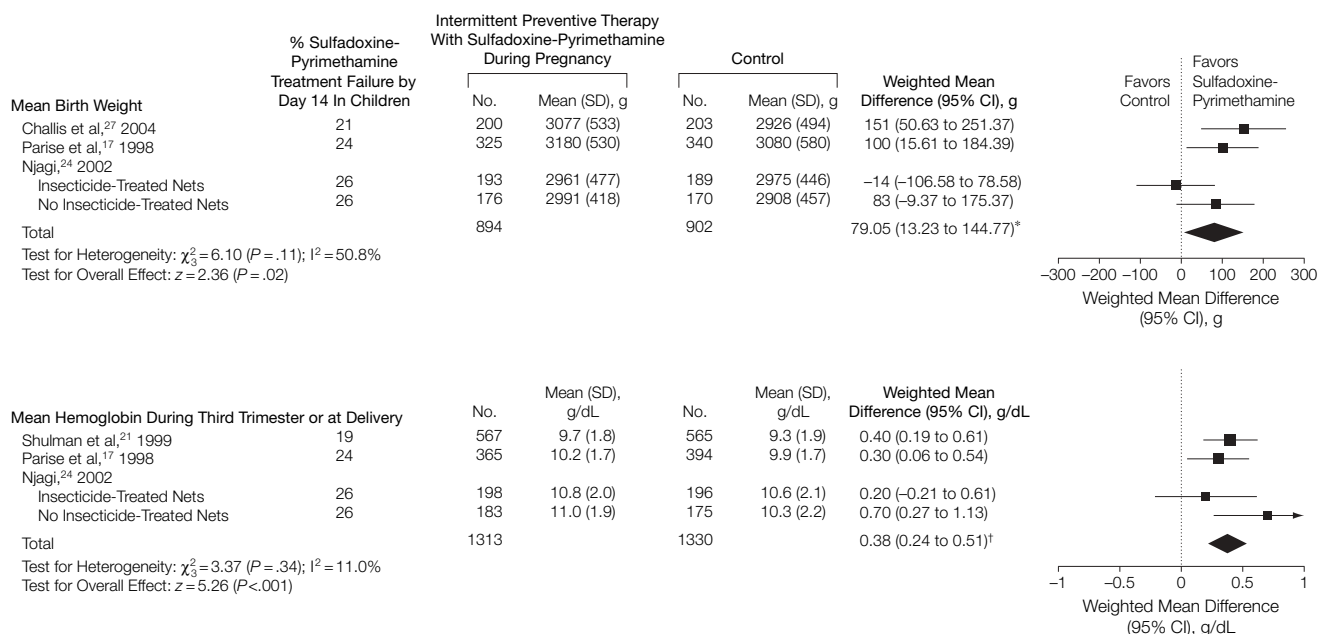 Intermittent Preventive Therapy
With Sulfadoxine-Pyrimethamine
During Pregnancy
% Sulfadoxine-
Pyrimethamine
Treatment Failure by
Day 14 In Children
Control
Favors
Control
Favors
Sulfadoxine-
Pyrimethamine
Mean Birth Weight No. Mean (SD), g No. Mean (SD), g Weighted Mean Difference (95% CI), g
Challis et al,27 2004 21 200 3077 (533) 203 2926 (494) 151 (50.63 to 251.37)
Parise et al,17 1998 24 325 3180 (530) 340 3080 (580) 100 (15.61 to 184.39)
Njagi,24 2002
Insecticide-Treated Nets 26 193 2961 (477) 189 2975 (446) −14 (−106.58 to 78.58)
No Insecticide-Treated Nets 26 176 2991 (418) 170 2908 (457) 83 (−9.37 to 175.37)
Total 894 902 79.05 (13.23 to 144.77)*
Test for Heterogeneity: χ²₃=6.10 (P=.11); I²=50.8%
Test for Overall Effect: z=2.36 (P=.02)
−300 −200 −100 0 100 200 300
Weighted Mean Difference
(95% CI), g
Mean Hemoglobin During Third Trimester or at Delivery No. Mean (SD), g/dL No. Mean (SD), g/dL Weighted Mean Difference (95% CI), g/dL
Shulman et al,21 1999 19 567 9.7 (1.8) 565 9.3 (1.9) 0.40 (0.19 to 0.61)
Parise et al,17 1998 24 365 10.2 (1.7) 394 9.9 (1.7) 0.30 (0.06 to 0.54)
Njagi,24 2002
Insecticide-Treated Nets 26 198 10.8 (2.0) 196 10.6 (2.1) 0.20 (−0.21 to 0.61)
No Insecticide-Treated Nets 26 183 11.0 (1.9) 175 10.3 (2.2) 0.70 (0.27 to 1.13)
Total 1313 1330 0.38 (0.24 to 0.51)†
Test for Heterogeneity: χ²₃=3.37 (P=.34); I²=11.0%
Test for Overall Effect: z=5.26 (P<.001)
−1 −0.5 0 0.5 1
Weighted Mean Difference
(95% CI), g/dL